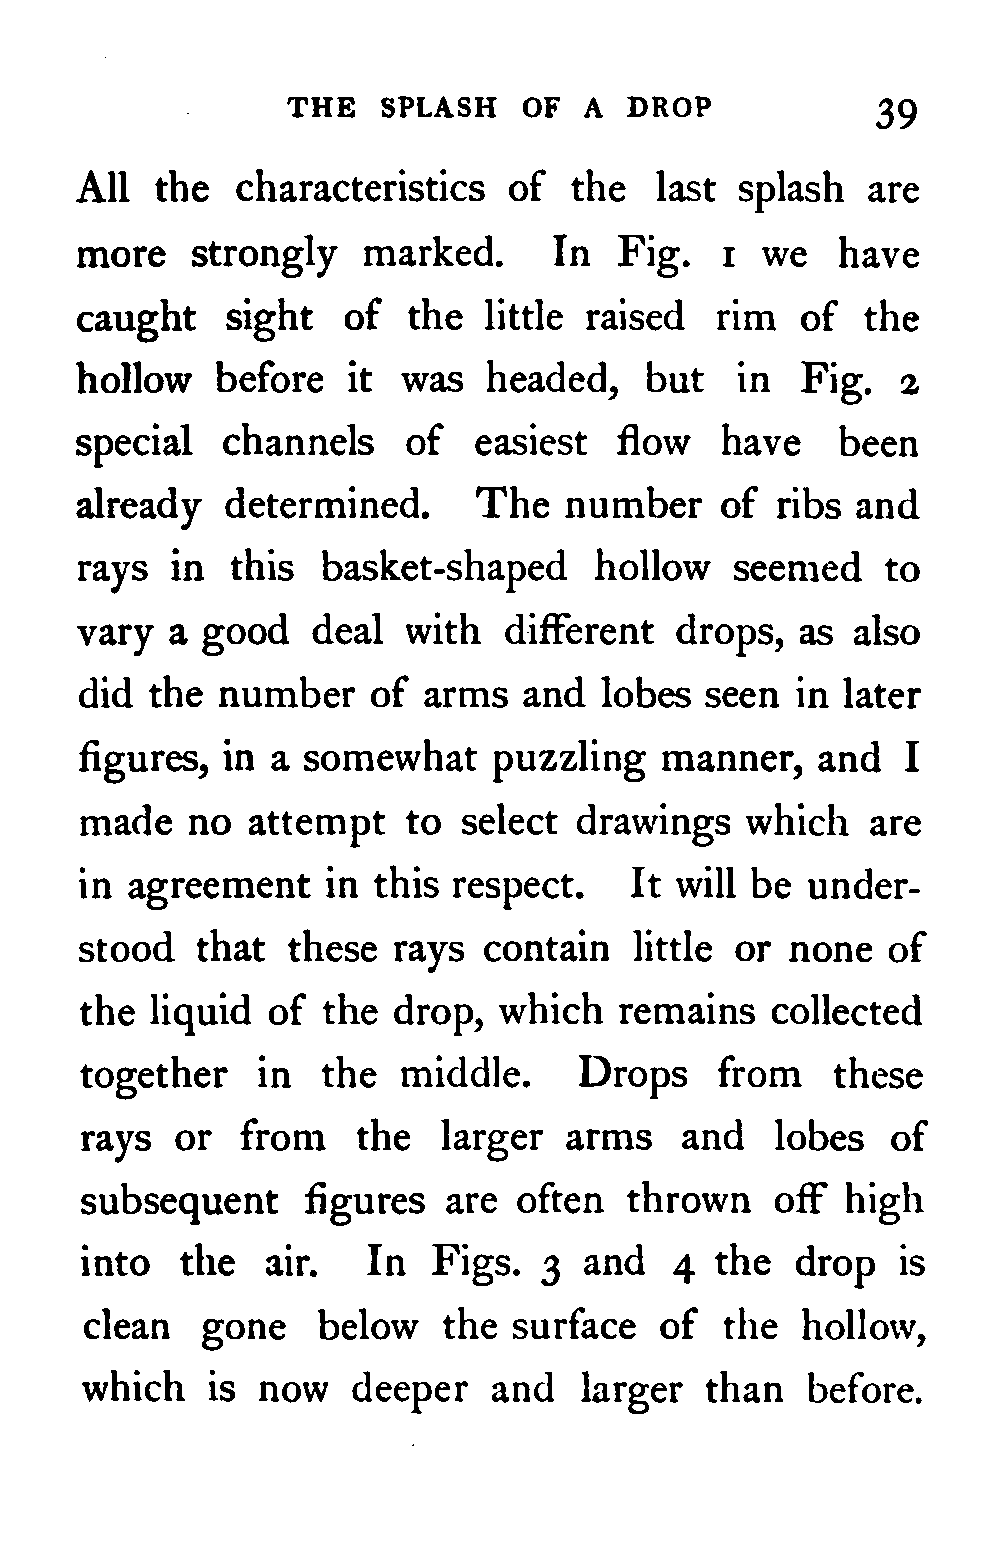 THE SPLASH OF A DROP 39
All the characteristics of the last splash are
more strongly marked. In Fig. 1 we have
caught sight of the little raised rim of the
hollow before it was headed, but in Fig. 2
special channels of easiest flow have been
already determined. The number of ribs and
rays in this basket-shaped hollow seemed to
vary a good deal with different drops, as also
did the number of arms and lobes seen in later
figures, in a somewhat puzzling manner, and I
made no attempt to select drawings which are
in agreement in this respect. It will be under-
stood that these rays contain little or none of
the liquid of the drop, which remains collected
together in the middle. Drops from these
rays or from the larger arms and lobes of
subsequent figures are often thrown off high
into the air. In Figs. 3 and 4 the drop is
clean gone below the surface of the hollow,
which is now deeper and larger than before.